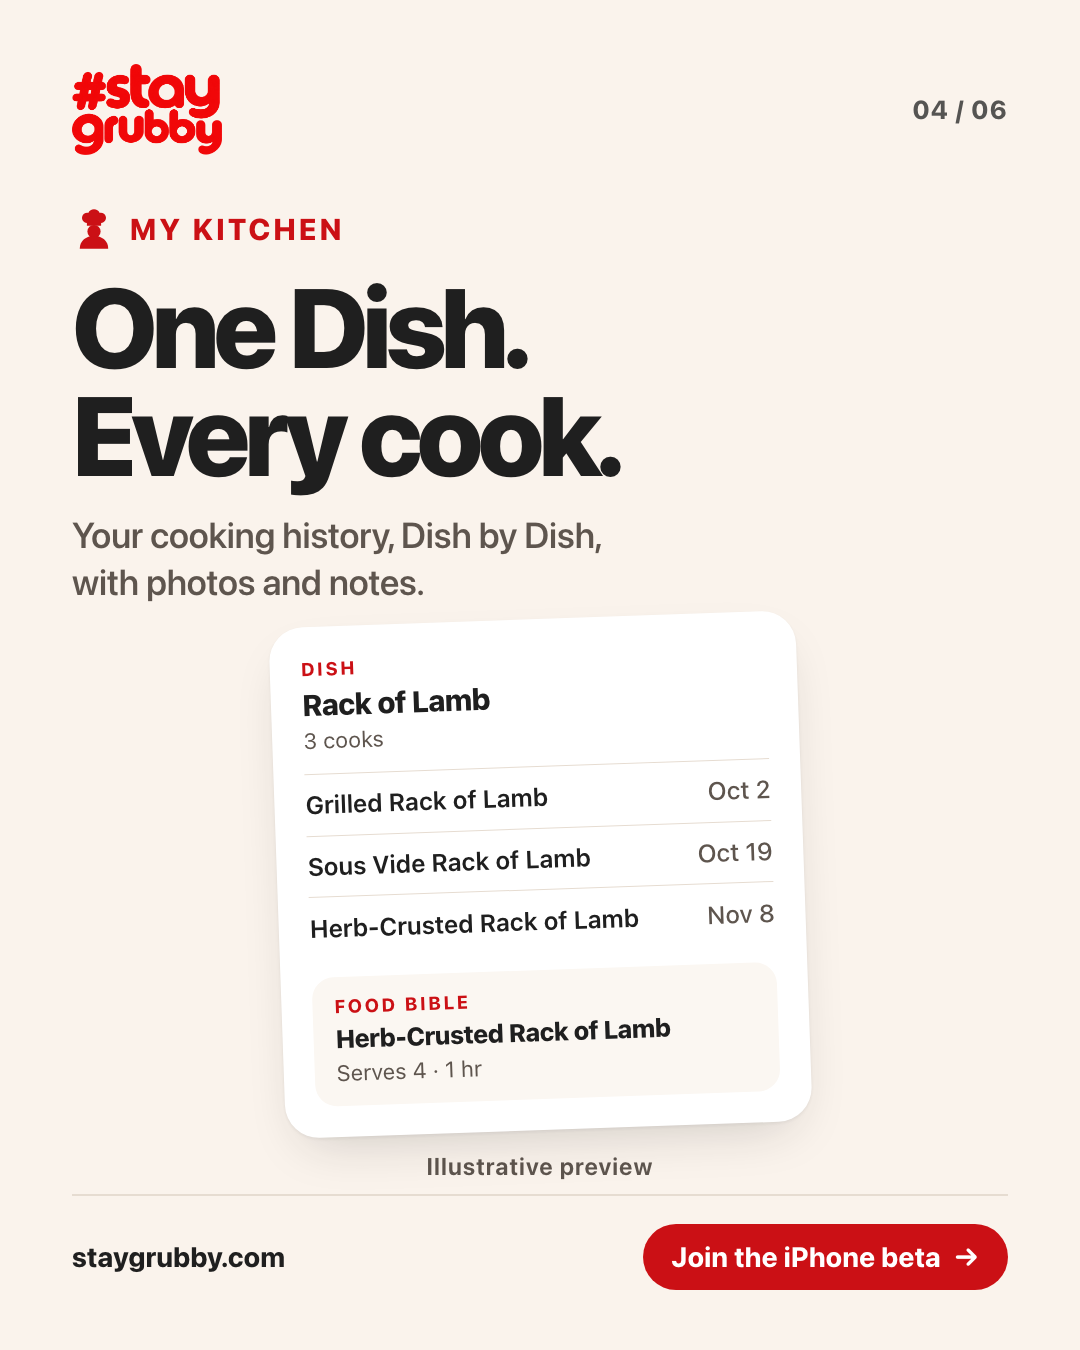 #stay
grubby
04 / 06
MY KITCHEN
One Dish.
Every cook.
Your cooking history, Dish by Dish,
with photos and notes.
DISH
Rack of Lamb
3 cooks
Grilled Rack of Lamb Oct 2
Sous Vide Rack of Lamb Oct 19
Herb-Crusted Rack of Lamb Nov 8
FOOD BIBLE
Herb-Crusted Rack of Lamb
Serves 4 · 1 hr
Illustrative preview
staygrubby.com
Join the iPhone beta →